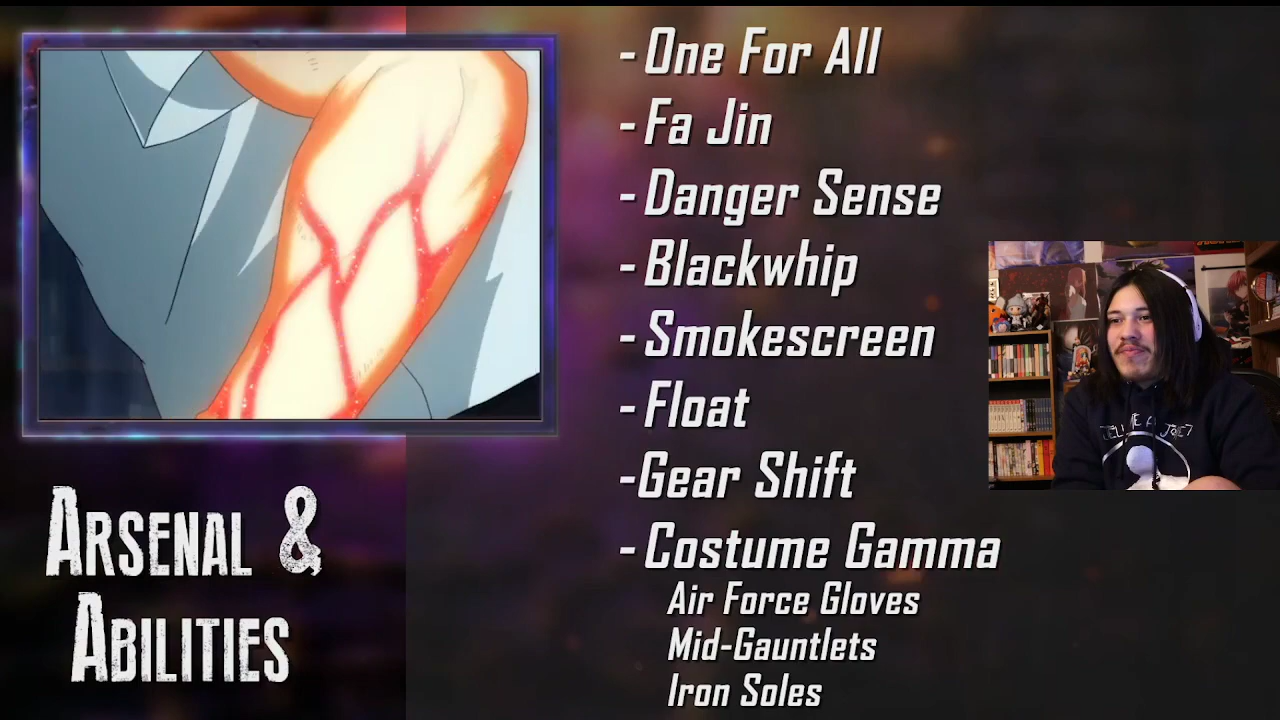 - One For All
- Fa Jin
- Danger Sense
- Blackwhip
- Smokescreen
- Float
-Gear Shift
- Costume Gamma
Air Force Gloves
Mid-Gauntlets
Iron Soles
Arsenal &
Abilities